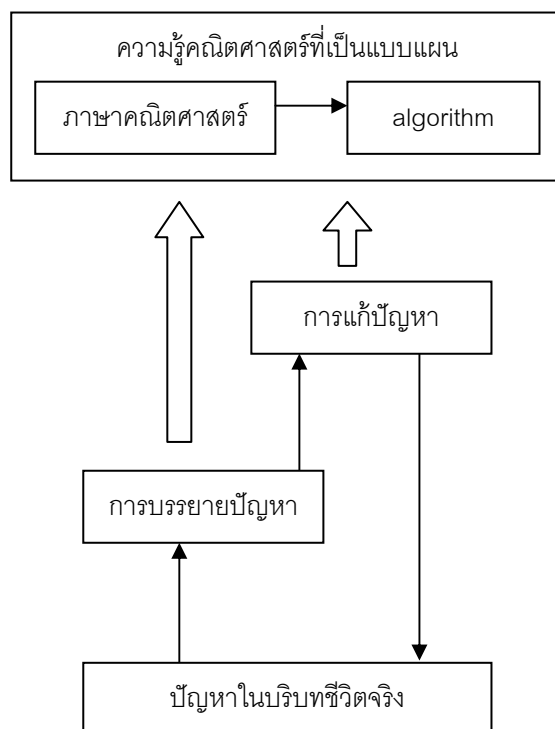 ความรู้คณิตศาสตร์ที่เป็นแบบแผน
ภาษาคณิตศาสตร์
algorithm
การแก้ปัญหา
การบรรยายปัญหา
ปัญหาในบริบทชีวิตจริง